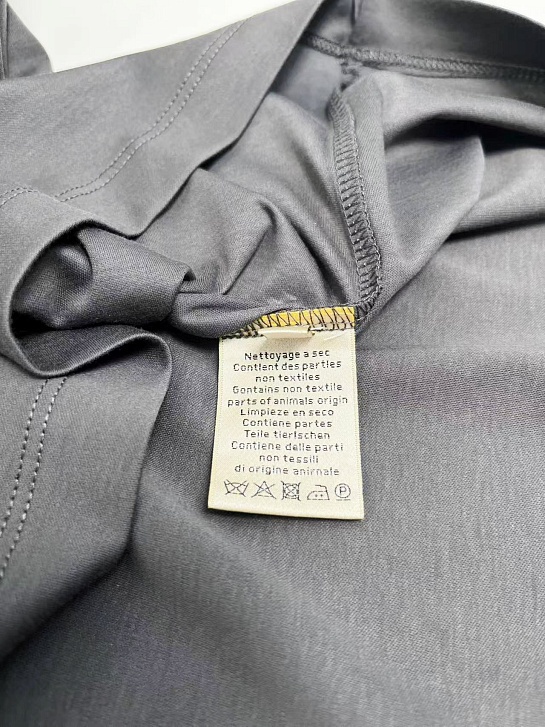 Nettoyage a sec
Contient des parties
non textiles
Gontains non textile
parts of animals origin
Limpieze en seco
Contiene partes
Teile tierlschen
Contiene dalle parti
non tessili
di origine anirnale
P